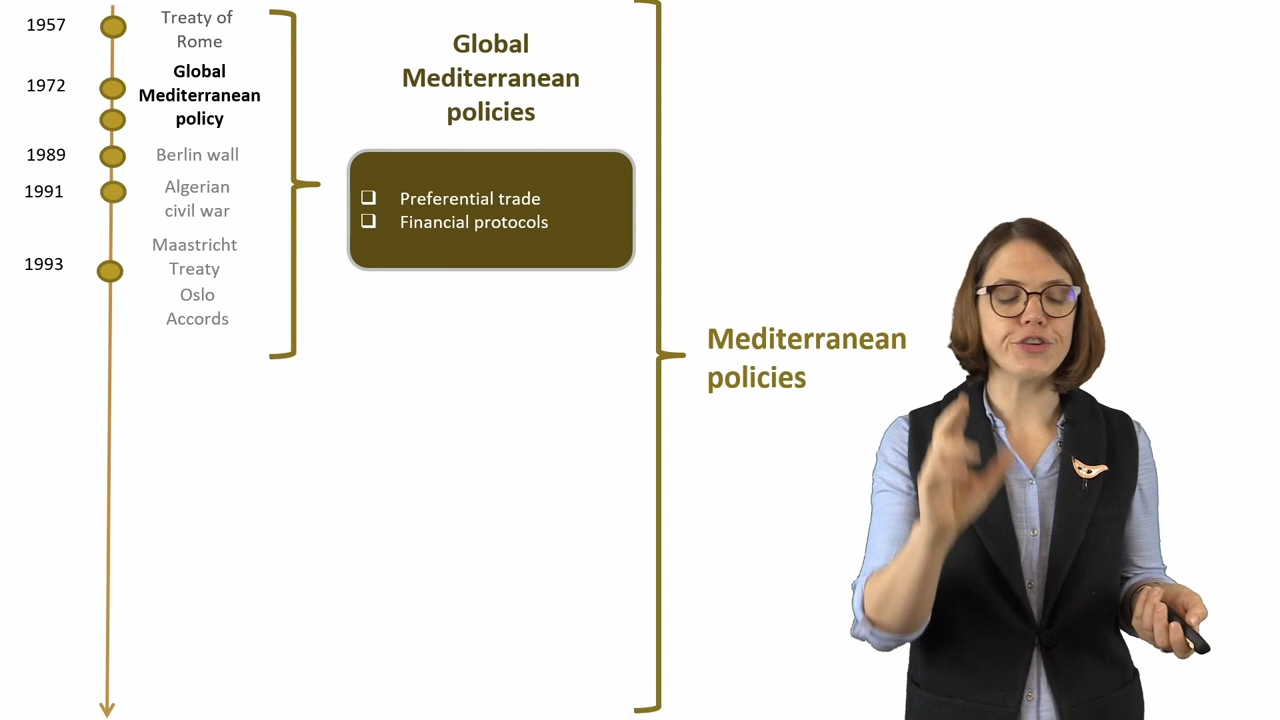 1957
Treaty of
Rome
1972
Global
Mediterranean
policy
1989
Berlin wall
1991
Algerian
civil war
1993
Maastricht
Treaty
Oslo
Accords
Global
Mediterranean
policies
Preferential trade
Financial protocols
Mediterranean
policies